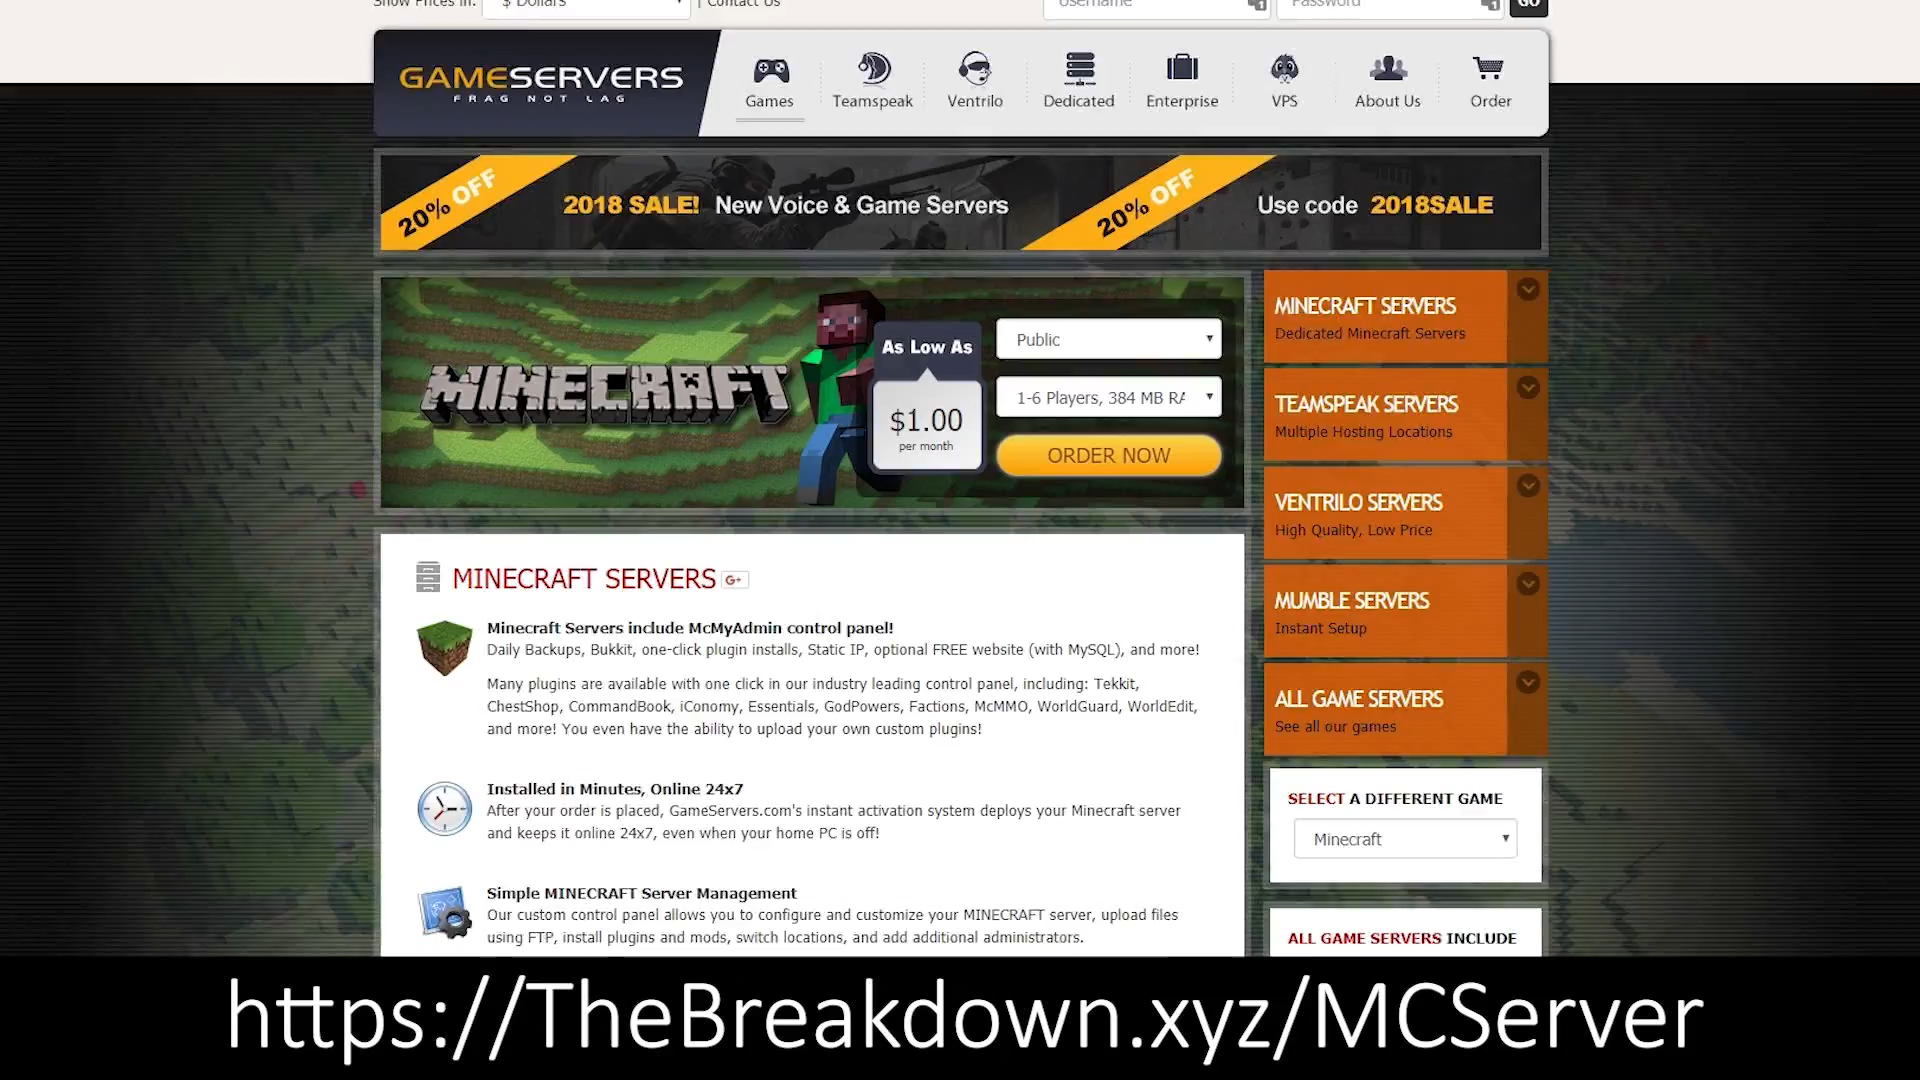 Show Prices in: $ Dollars | Contact Us Username Password GO
GAMESERVERS
FRAG NOT LAG
Games Teamspeak Ventrilo Dedicated Enterprise VPS About Us Order
20% OFF 2018 SALE! New Voice & Game Servers 20% OFF Use code 2018SALE
MINECRAFT
As Low As
$1.00
per month
Public
1-6 Players, 384 MB RA
ORDER NOW
MINECRAFT SERVERS
Dedicated Minecraft Servers
TEAMSPEAK SERVERS
Multiple Hosting Locations
VENTRILO SERVERS
High Quality, Low Price
MUMBLE SERVERS
Instant Setup
ALL GAME SERVERS
See all our games
SELECT A DIFFERENT GAME
Minecraft
ALL GAME SERVERS INCLUDE
MINECRAFT SERVERS G+
Minecraft Servers include McMyAdmin control panel!
Daily Backups, Bukkit, one-click plugin installs, Static IP, optional FREE website (with MySQL), and more!
Many plugins are available with one click in our industry leading control panel, including: Tekkit,
ChestShop, CommandBook, iConomy, Essentials, GodPowers, Factions, McMMO, WorldGuard, WorldEdit,
and more! You even have the ability to upload your own custom plugins!
Installed in Minutes, Online 24x7
After your order is placed, GameServers.com's instant activation system deploys your Minecraft server
and keeps it online 24x7, even when your home PC is off!
Simple MINECRAFT Server Management
Our custom control panel allows you to configure and customize your MINECRAFT server, upload files
using FTP, install plugins and mods, switch locations, and add additional administrators.
https://TheBreakdown.xyz/MCServer